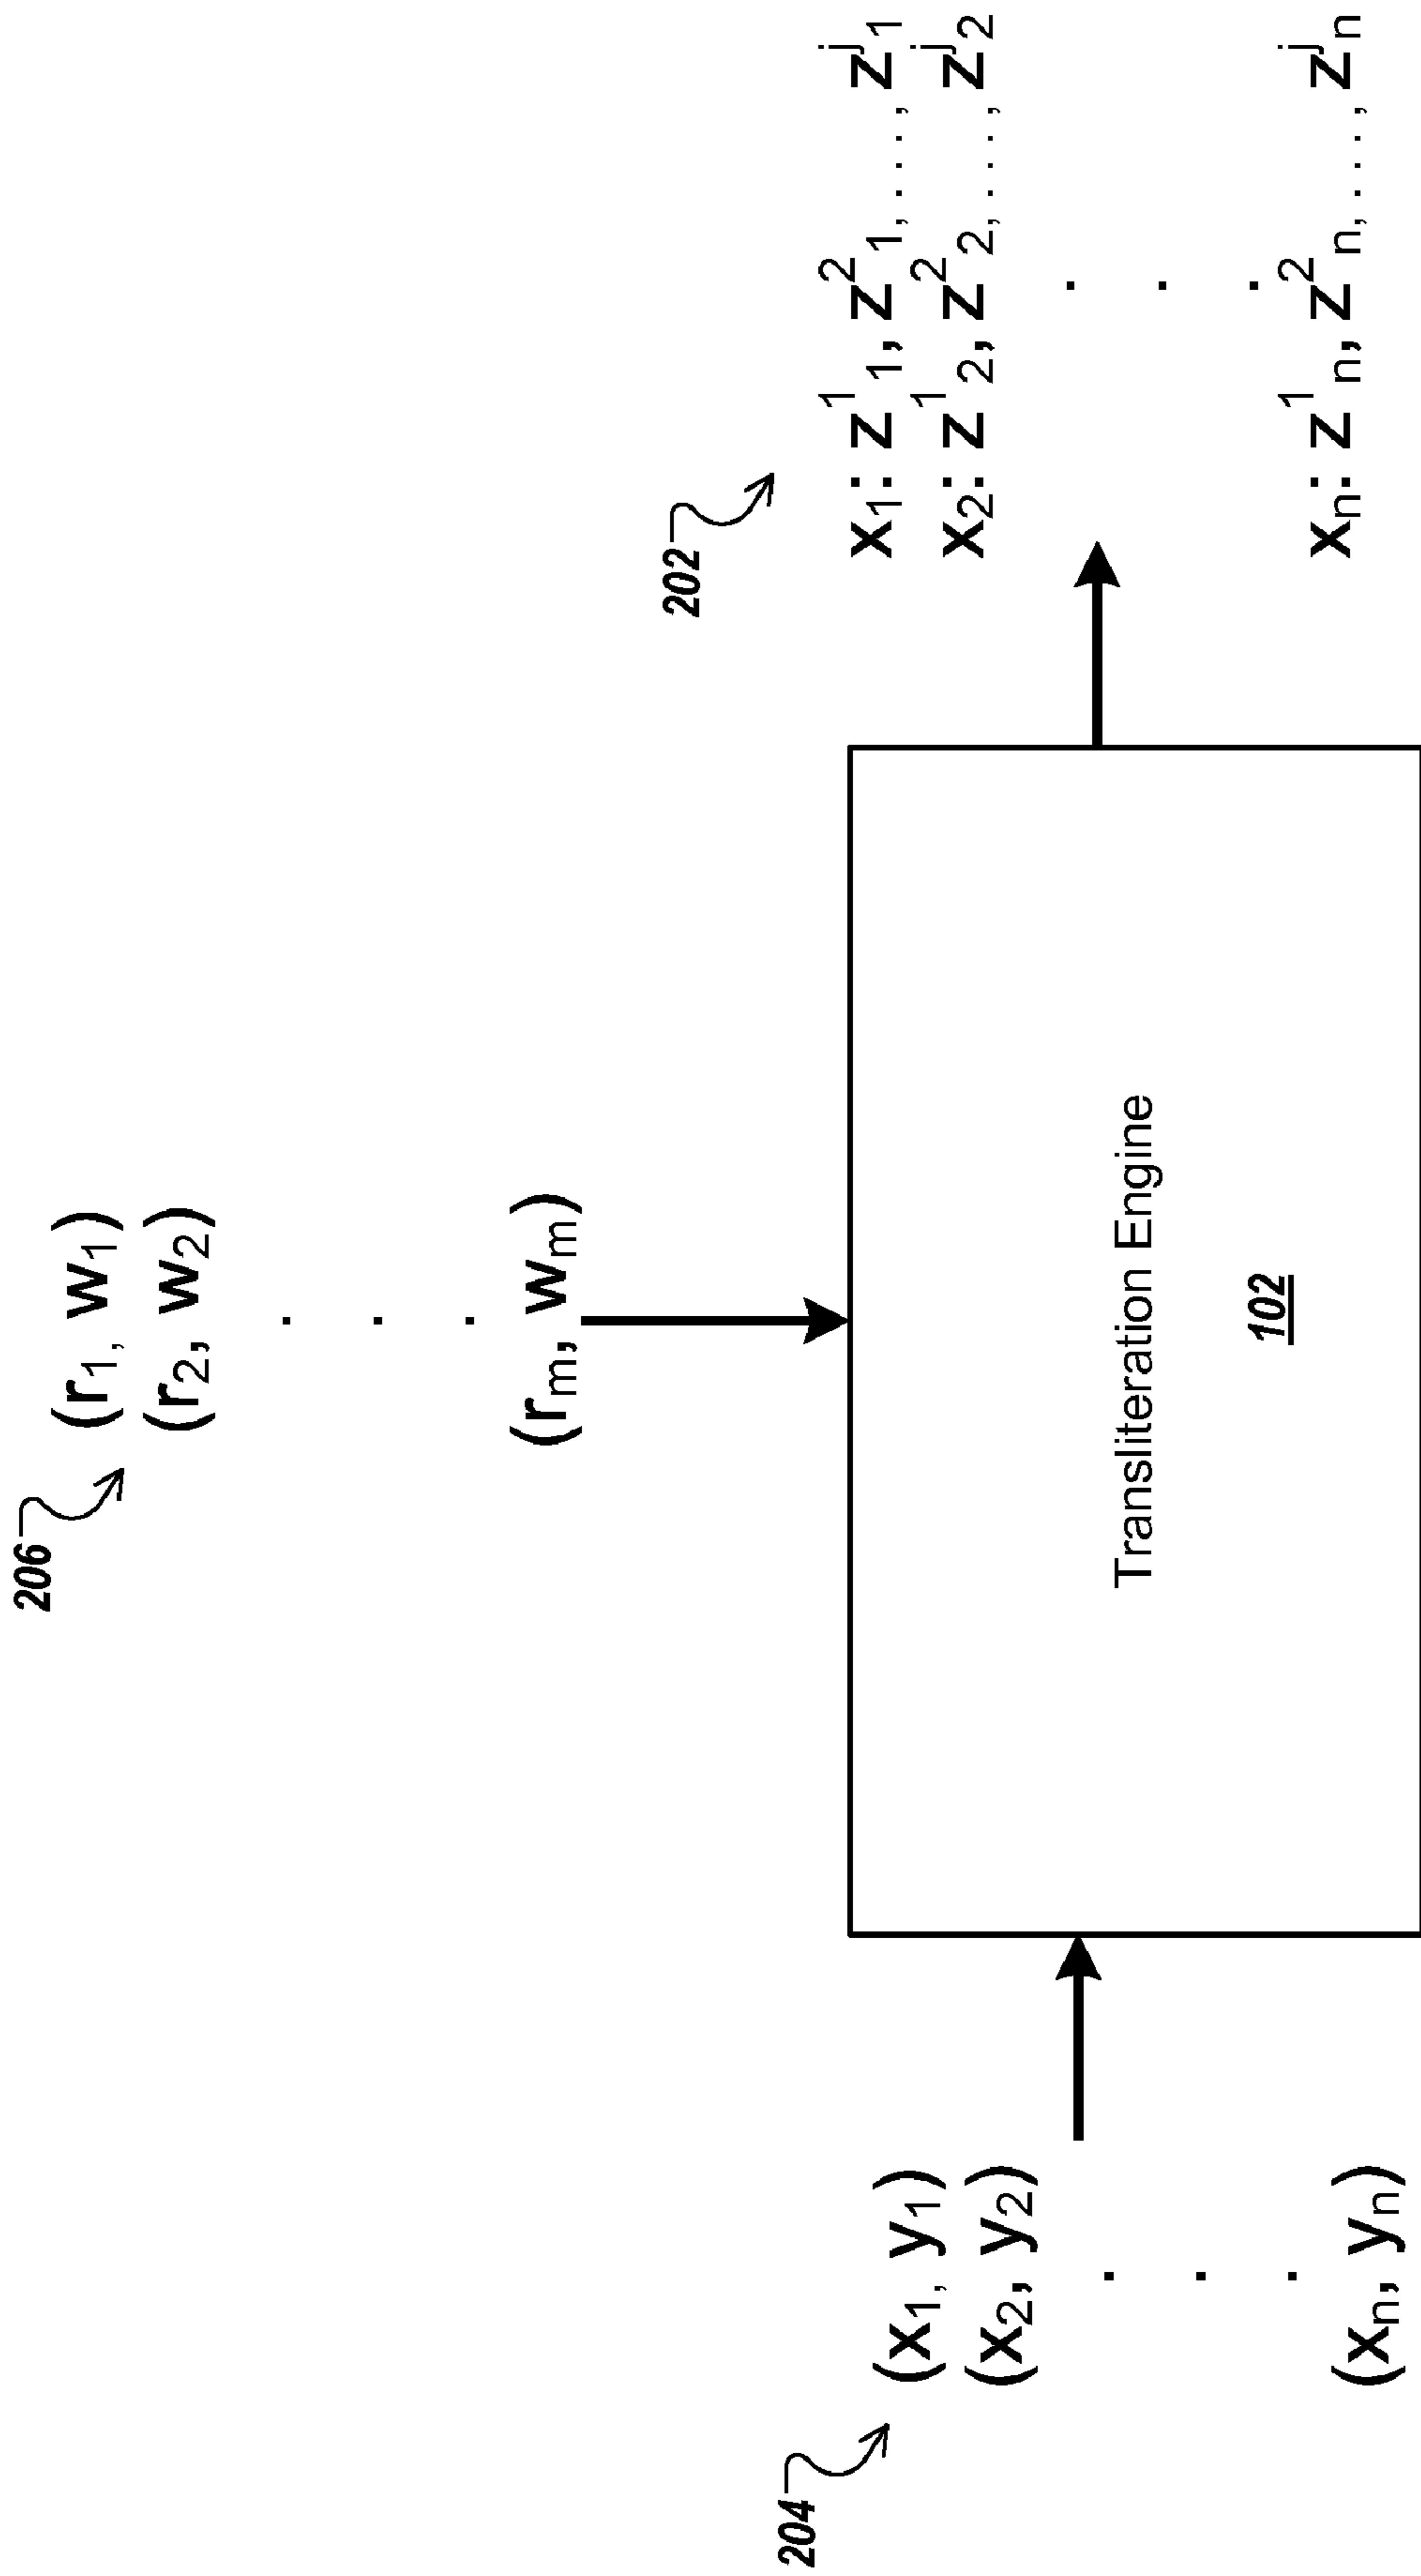 206
(r₁, w₁)
(r₂, w₂)
.
.
.
(rₘ, wₘ)
204
(x₁, y₁)
(x₂, y₂)
.
.
.
(xₙ, yₙ)
Transliteration Engine
102
202
x₁: z¹₁, z²₁, . . . , zʲ₁
x₂: z¹₂, z²₂, . . . , zʲ₂
.
.
.
xₙ: z¹ₙ, z²ₙ, . . . , zʲₙ